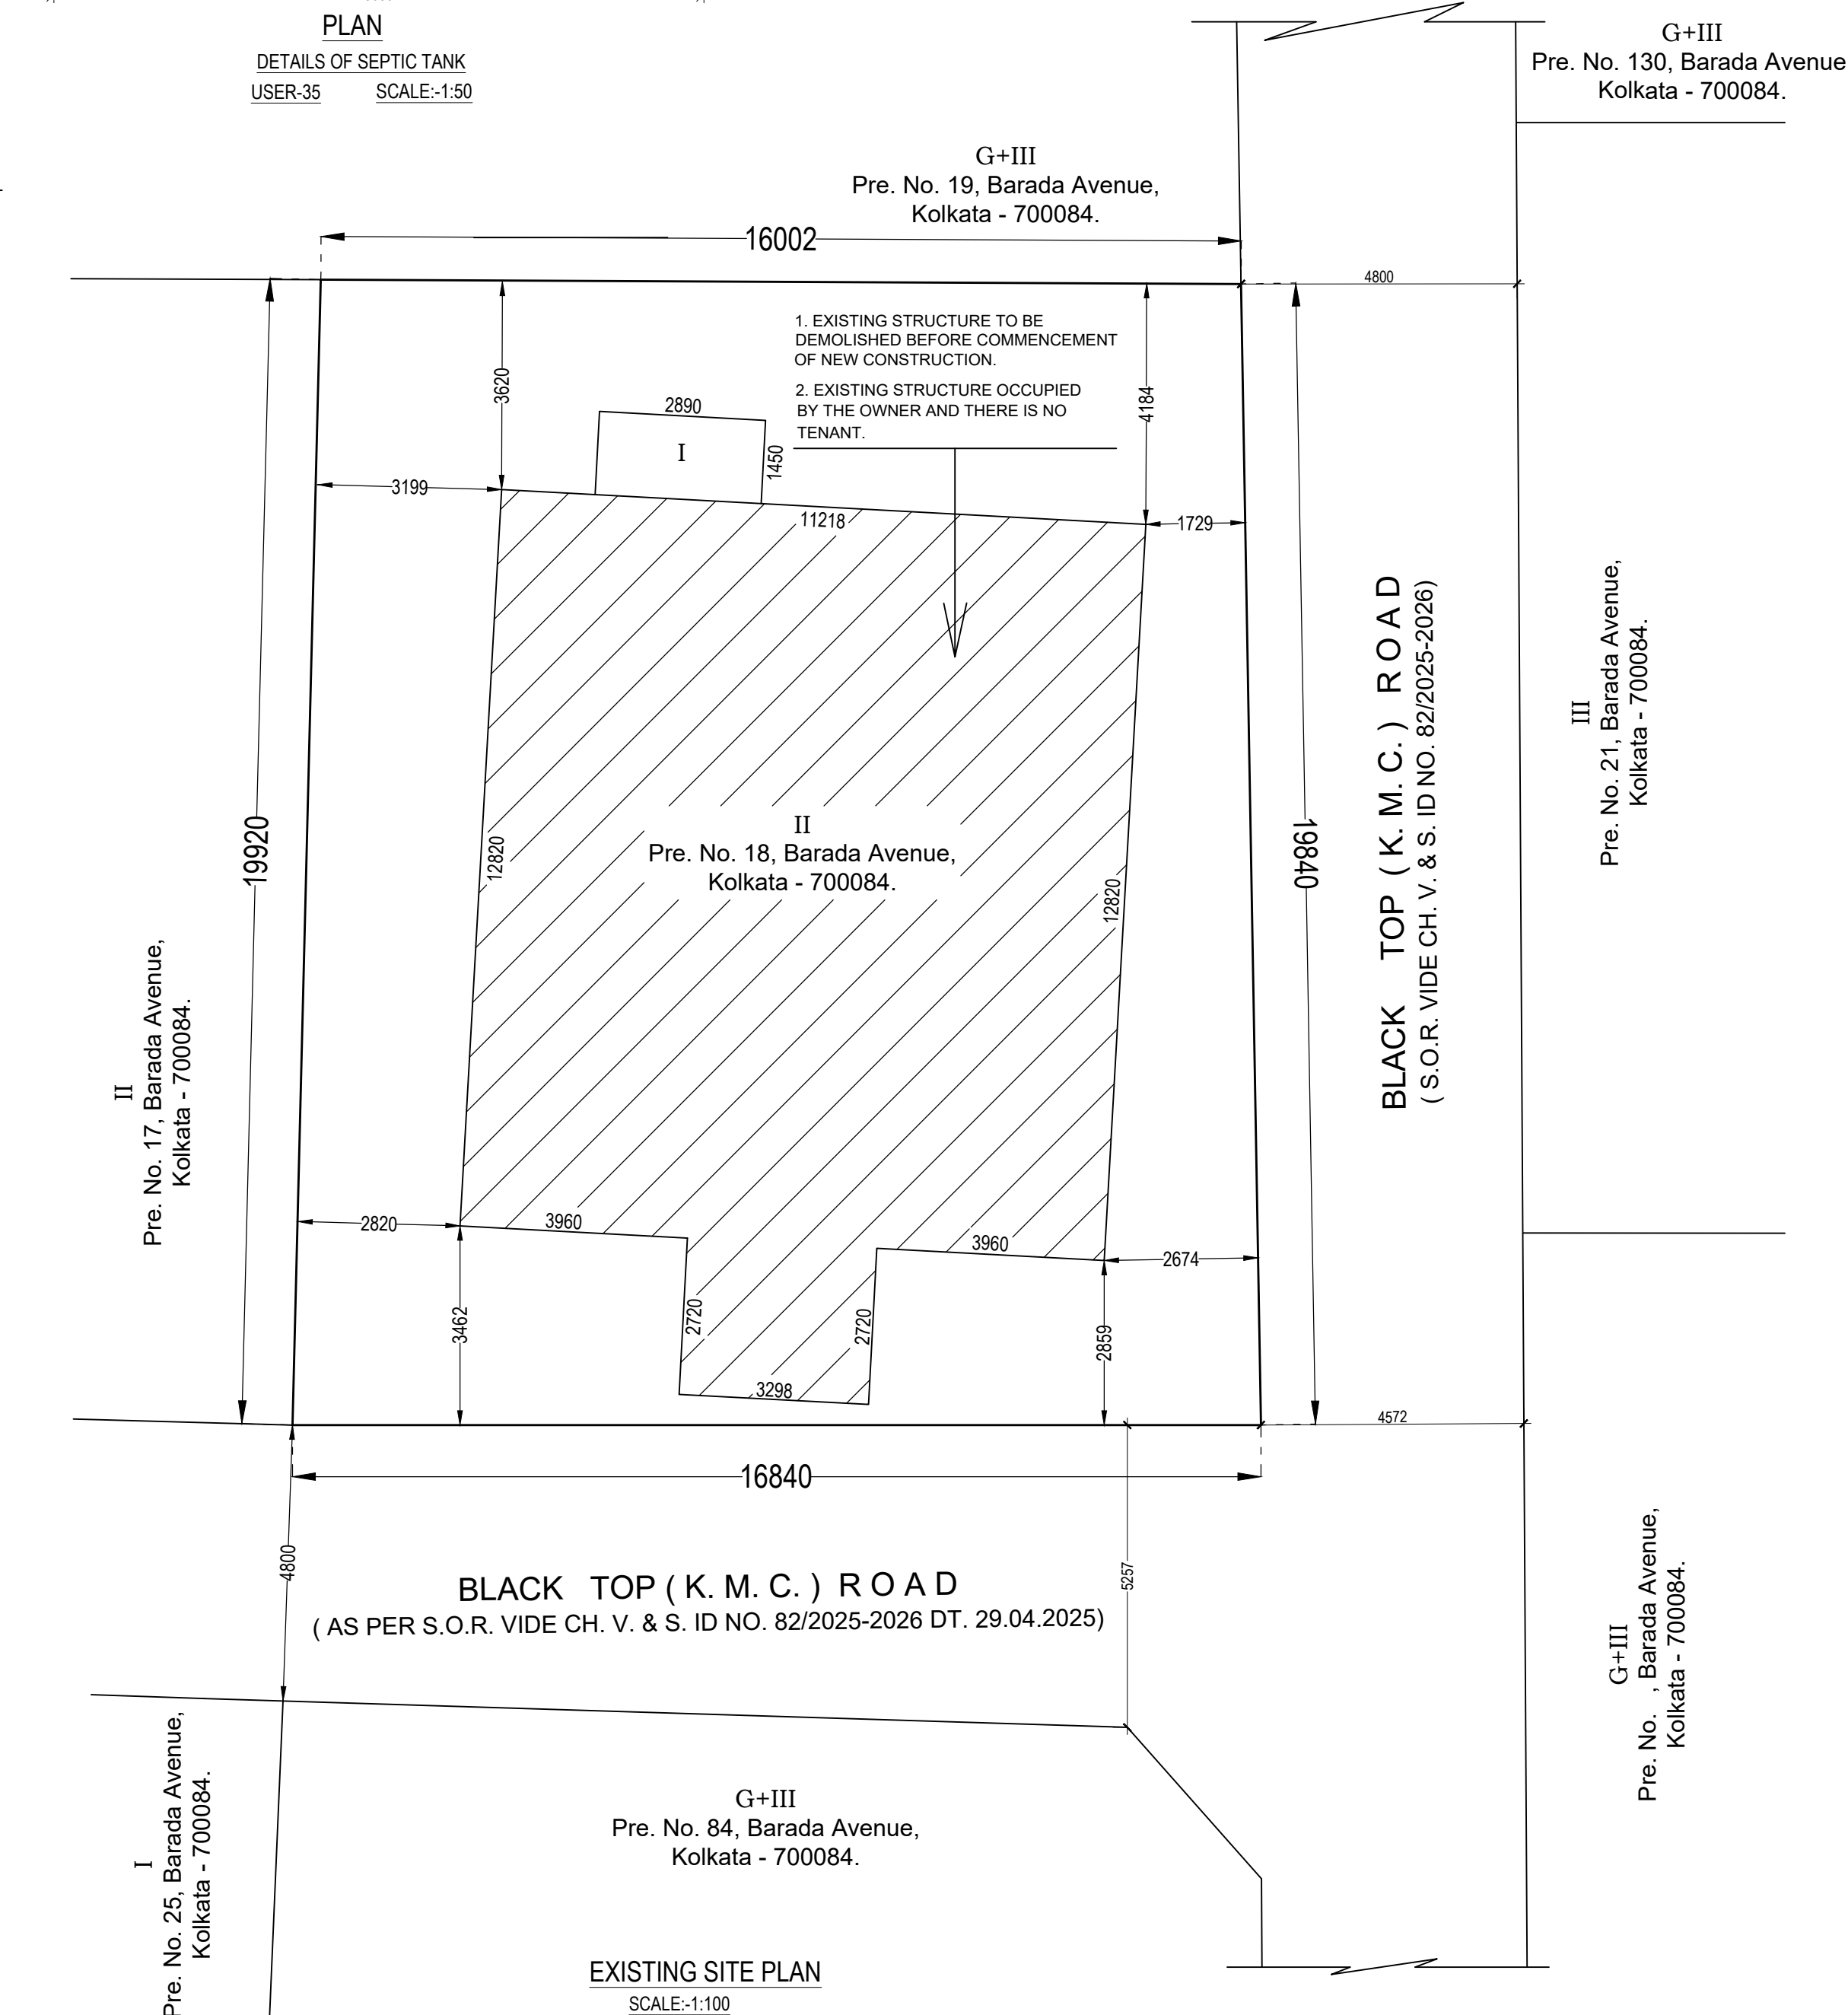 PLAN
DETAILS OF SEPTIC TANK
USER-35 SCALE:-1:50
G+III
Pre. No. 130, Barada Avenue
Kolkata - 700084.
G+III
Pre. No. 19, Barada Avenue,
Kolkata - 700084.
16002
4800
1. EXISTING STRUCTURE TO BE
DEMOLISHED BEFORE COMMENCEMENT
OF NEW CONSTRUCTION.
2. EXISTING STRUCTURE OCCUPIED
BY THE OWNER AND THERE IS NO
TENANT.
3620
4184
2890
I
1450
3199
11218
1729
19920
19840
BLACK TOP ( K. M. C. ) R O A D
( S.O.R. VIDE CH. V. & S. ID NO. 82/2025-2026)
III
Pre. No. 21, Barada Avenue,
Kolkata - 700084.
12820
II
Pre. No. 18, Barada Avenue,
Kolkata - 700084.
12820
II
Pre. No. 17, Barada Avenue,
Kolkata - 700084.
2820
3960
3960
2674
3462
2720
2720
2859
3298
4572
16840
4800
5257
BLACK TOP ( K. M. C. ) R O A D
( AS PER S.O.R. VIDE CH. V. & S. ID NO. 82/2025-2026 DT. 29.04.2025)
G+III
Pre. No. , Barada Avenue,
Kolkata - 700084.
I
Pre. No. 25, Barada Avenue,
Kolkata - 700084.
G+III
Pre. No. 84, Barada Avenue,
Kolkata - 700084.
EXISTING SITE PLAN
SCALE:-1:100